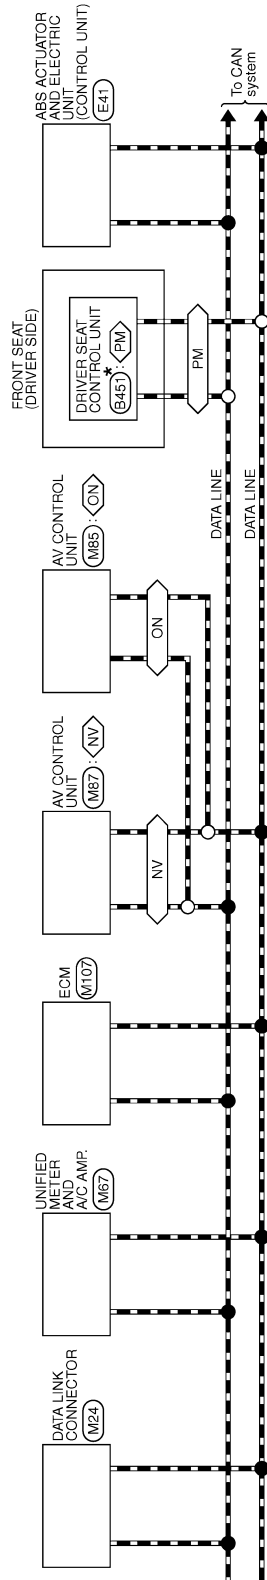 DATA LINK
CONNECTOR
M24
UNIFIED
METER
AND
A/C AMP.
M67
ECM
M107
AV CONTROL
UNIT
M87 : NV
NV
AV CONTROL
UNIT
M85 : ON
ON
FRONT SEAT
(DRIVER SIDE)
DRIVER SEAT
CONTROL UNIT
*
B451 : PM
PM
DATA LINE
DATA LINE
ABS ACTUATOR
AND ELECTRIC
UNIT
(CONTROL UNIT)
E41
To CAN
system